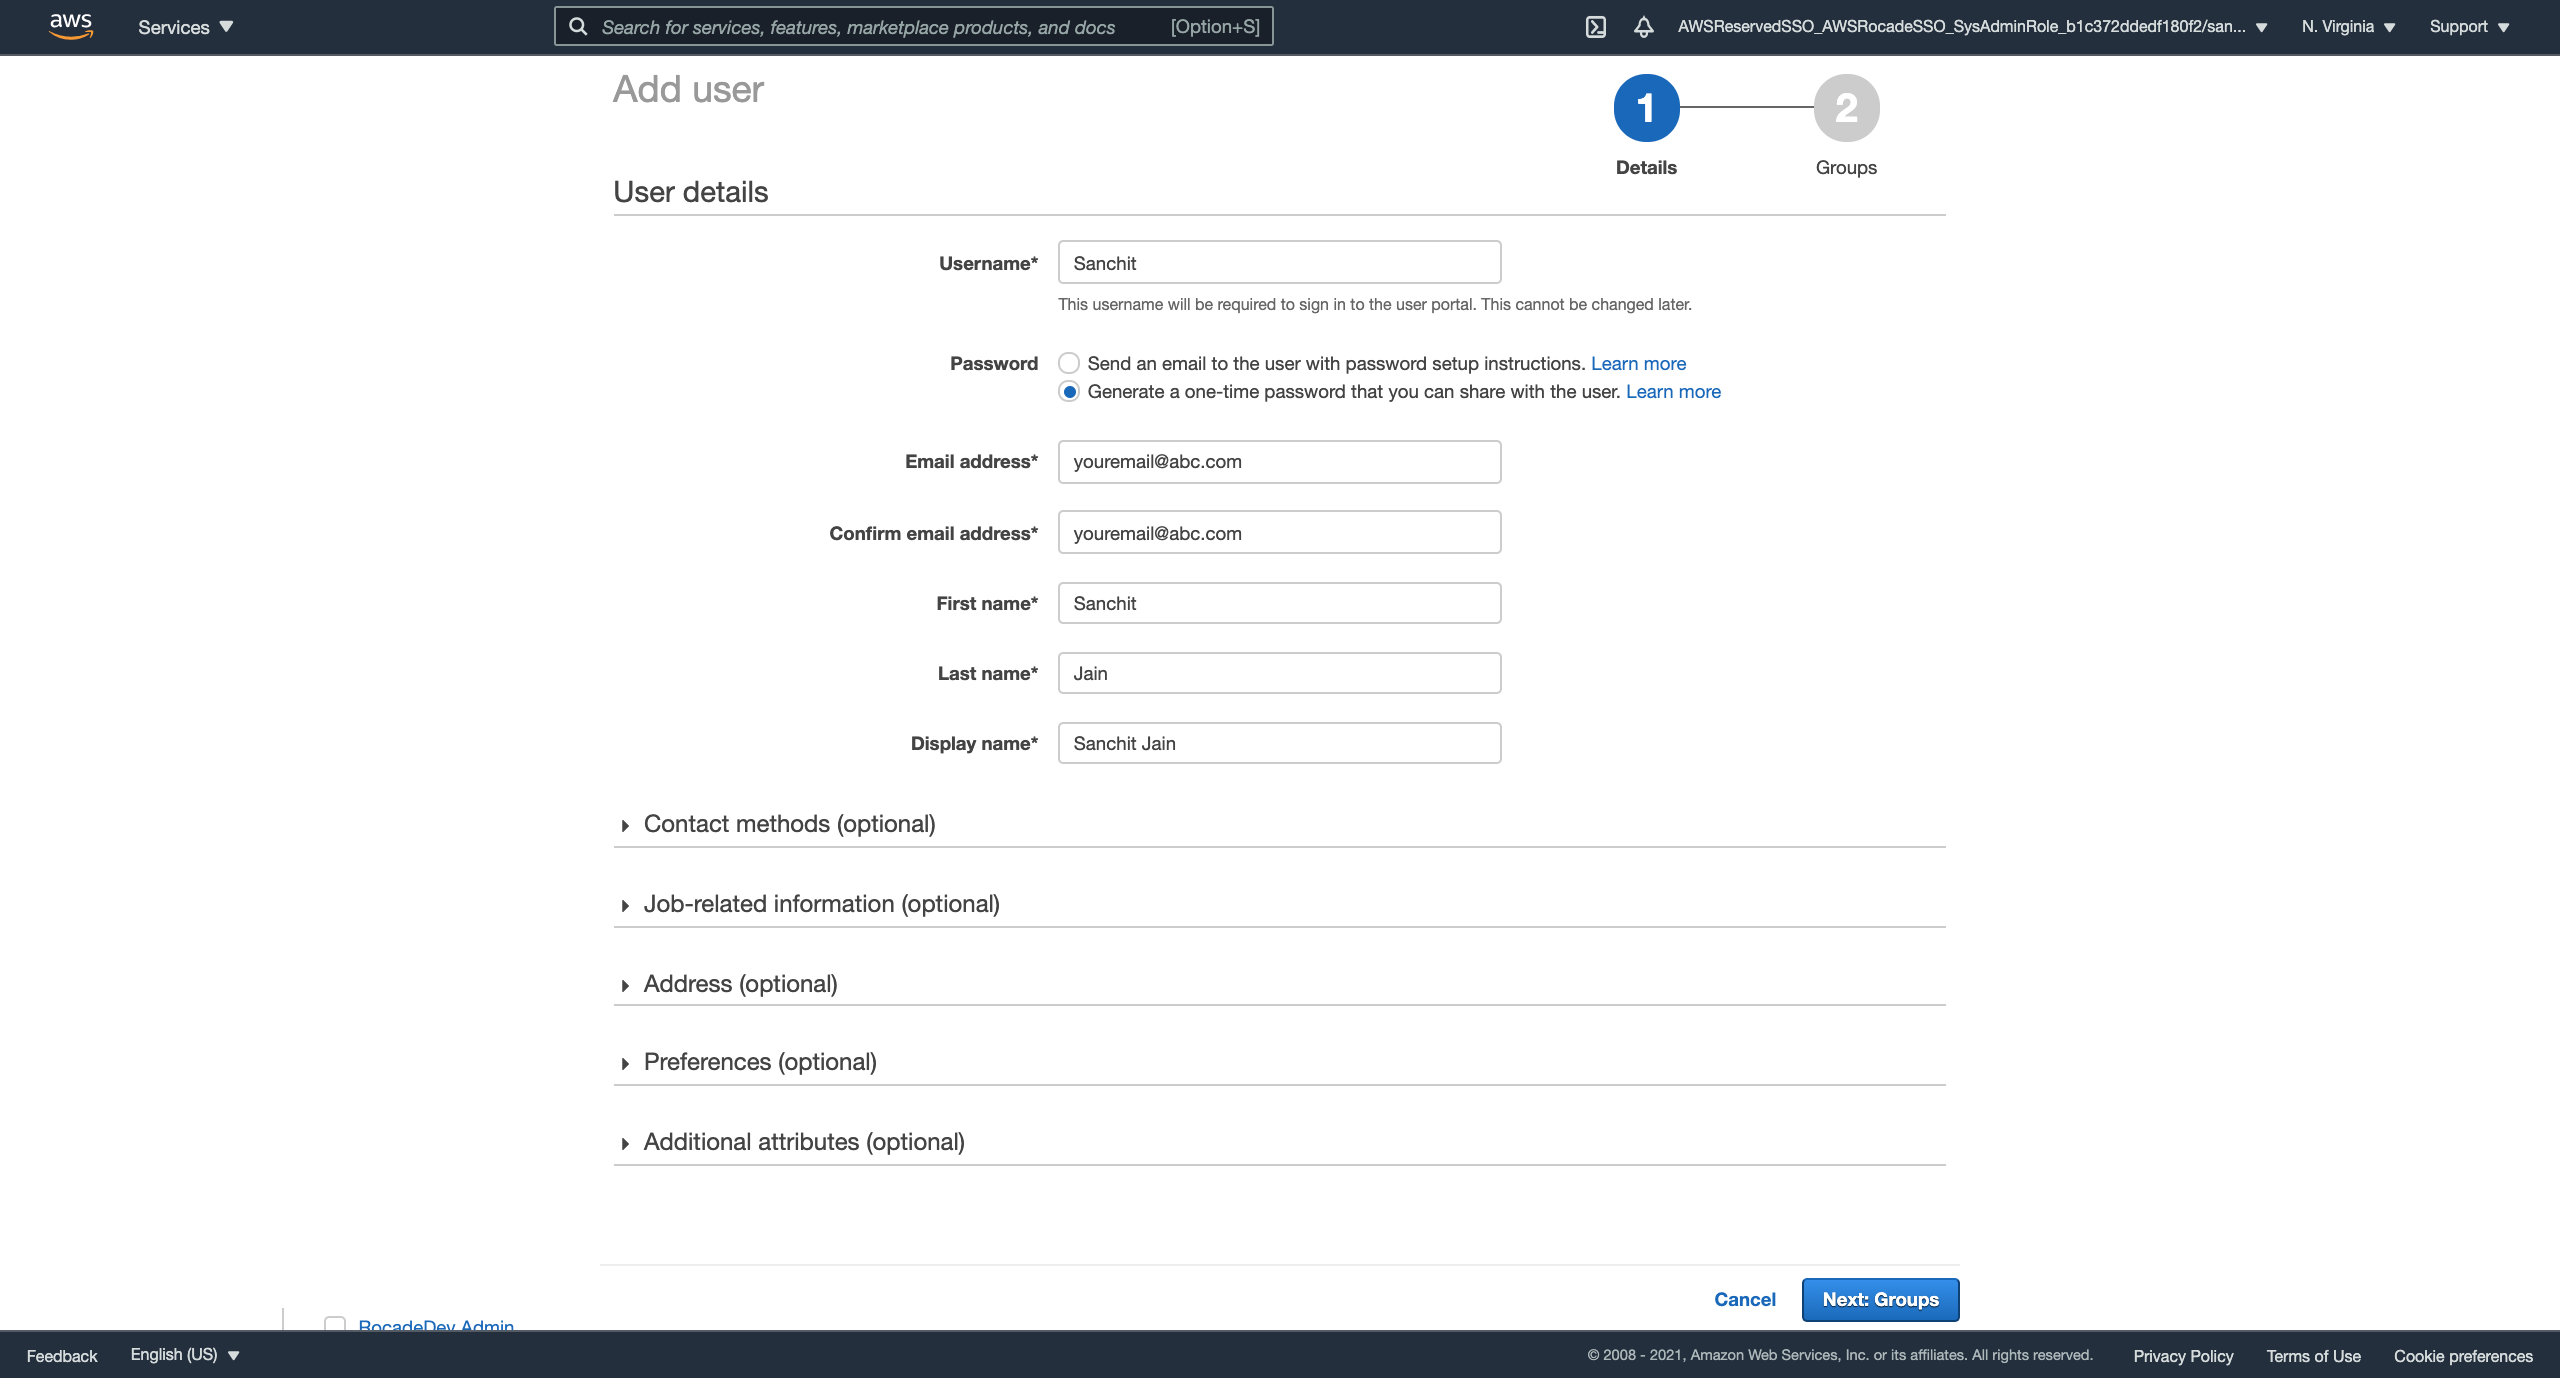 aws
Services
Search for services, features, marketplace products, and docs [Option+S]
AWSReservedSSO_AWSRocadeSSO_SysAdminRole_b1c372ddedf180f2/san...
N. Virginia
Support
Add user
1
2
Details
Groups
User details
Username* Sanchit
This username will be required to sign in to the user portal. This cannot be changed later.
Password Send an email to the user with password setup instructions. Learn more
Generate a one-time password that you can share with the user. Learn more
Email address* youremail@abc.com
Confirm email address* youremail@abc.com
First name* Sanchit
Last name* Jain
Display name* Sanchit Jain
Contact methods (optional)
Job-related information (optional)
Address (optional)
Preferences (optional)
Additional attributes (optional)
Cancel
Next: Groups
RocadeDev Admin
Feedback
English (US)
© 2008 - 2021, Amazon Web Services, Inc. or its affiliates. All rights reserved.
Privacy Policy
Terms of Use
Cookie preferences